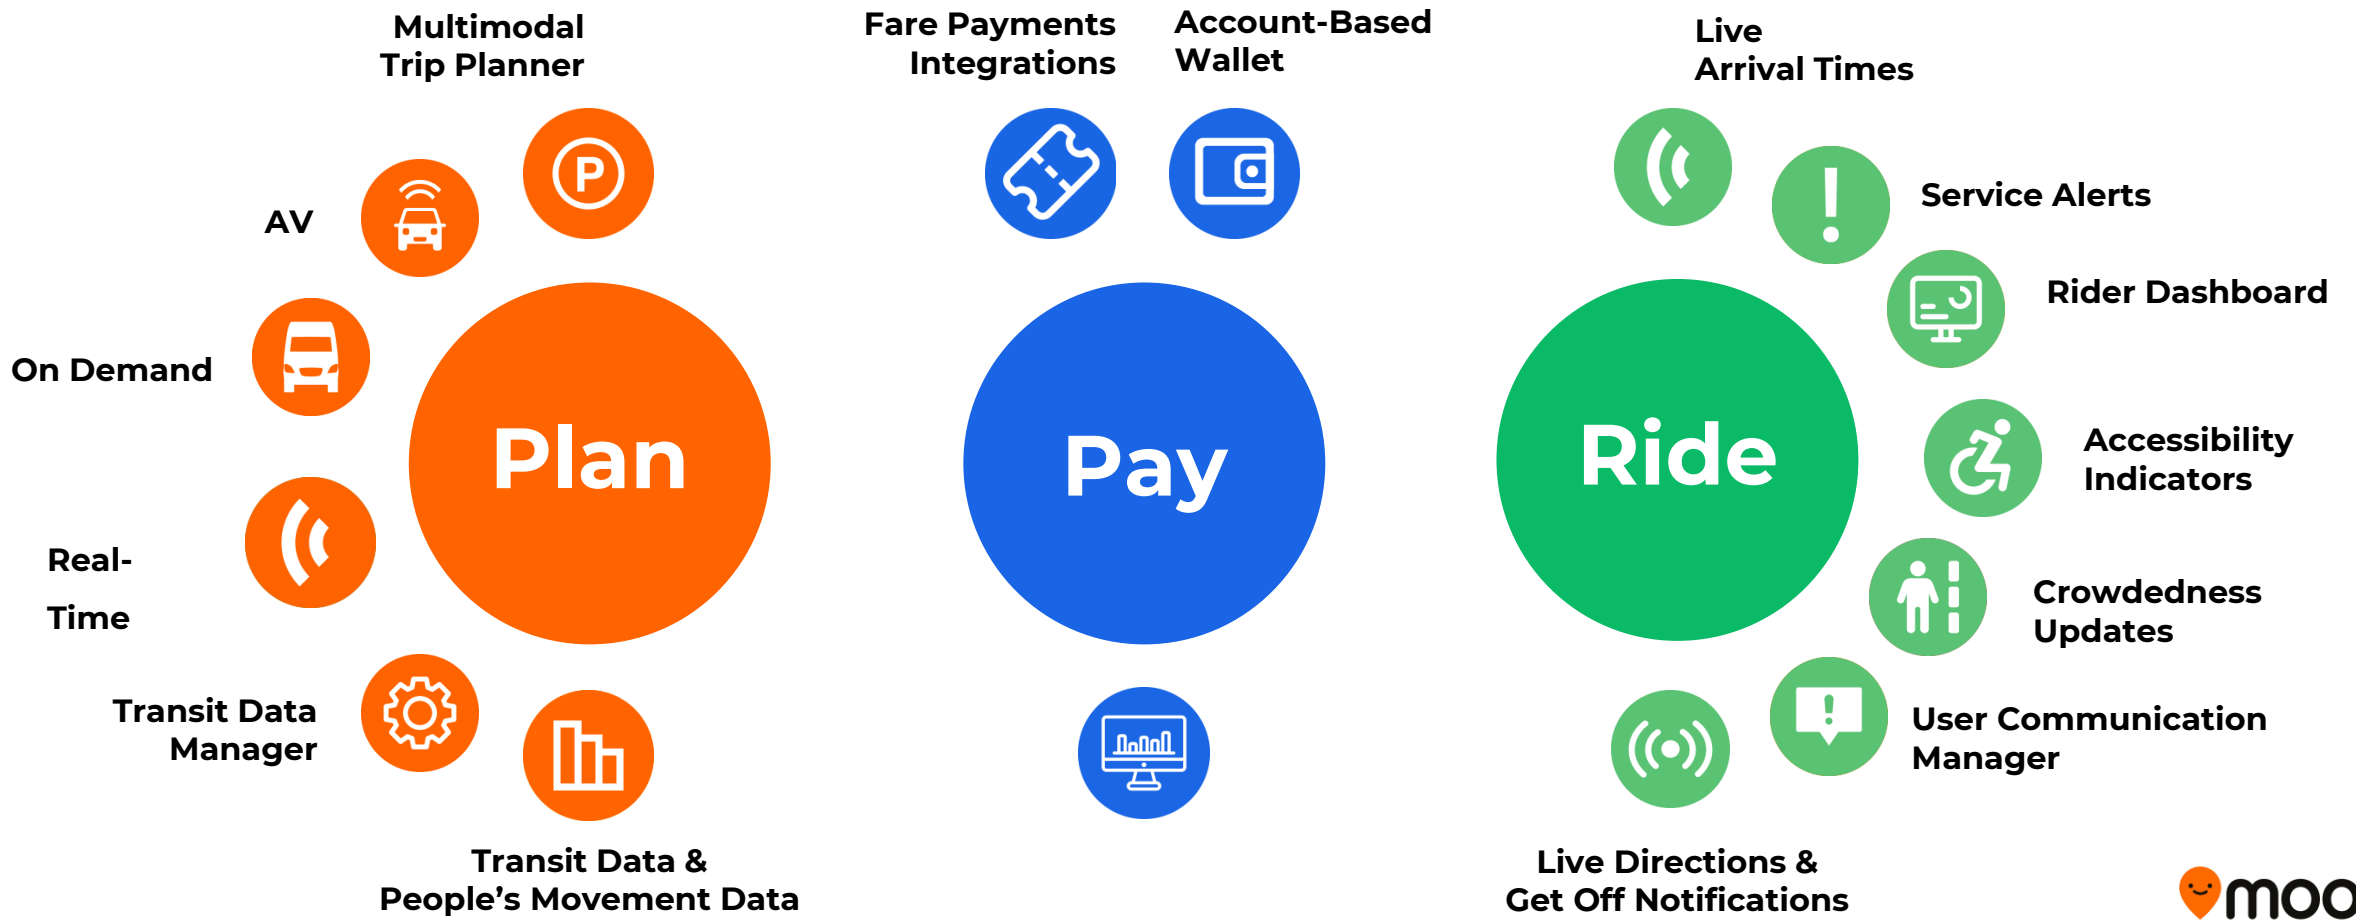 Multimodal
Trip Planner
AV
On Demand
Real-
Time
Transit Data
Manager
Transit Data &
People’s Movement Data
P
Plan
Fare Payments
Integrations
Account-Based
Wallet
Pay
Live
Arrival Times
Service Alerts
Rider Dashboard
Accessibility
Indicators
Crowdedness
Updates
User Communication
Manager
Live Directions &
Get Off Notifications
Ride
moo